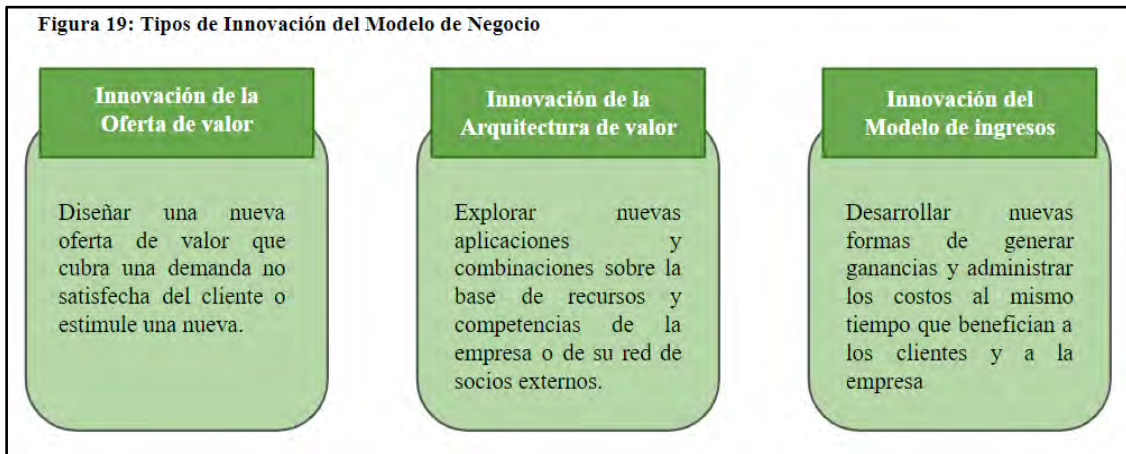 Figura 19: Tipos de Innovación del Modelo de Negocio
Innovación de la
Oferta de valor
Diseñar una nueva
oferta de valor que
cubra una demanda no
satisfecha del cliente o
estimule una nueva.
Innovación de la
Arquitectura de valor
Explorar nuevas
aplicaciones y
combinaciones sobre la
base de recursos y
competencias de la
empresa o de su red de
socios externos.
Innovación del
Modelo de ingresos
Desarrollar nuevas
formas de generar
ganancias y administrar
los costos al mismo
tiempo que benefician a
los clientes y a la
empresa